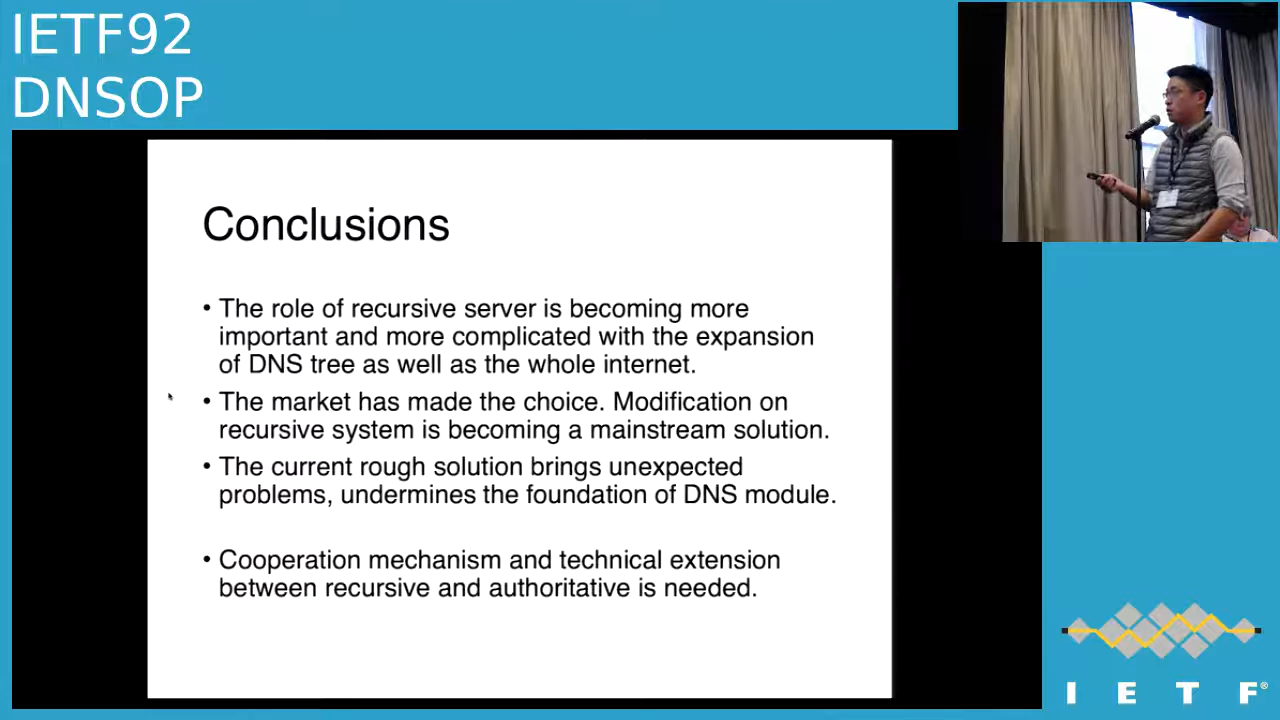 IETF92
DNSOP
Conclusions
• The role of recursive server is becoming more
important and more complicated with the expansion
of DNS tree as well as the whole internet.
• The market has made the choice. Modification on
recursive system is becoming a mainstream solution.
• The current rough solution brings unexpected
problems, undermines the foundation of DNS module.
• Cooperation mechanism and technical extension
between recursive and authoritative is needed.
I E T F®